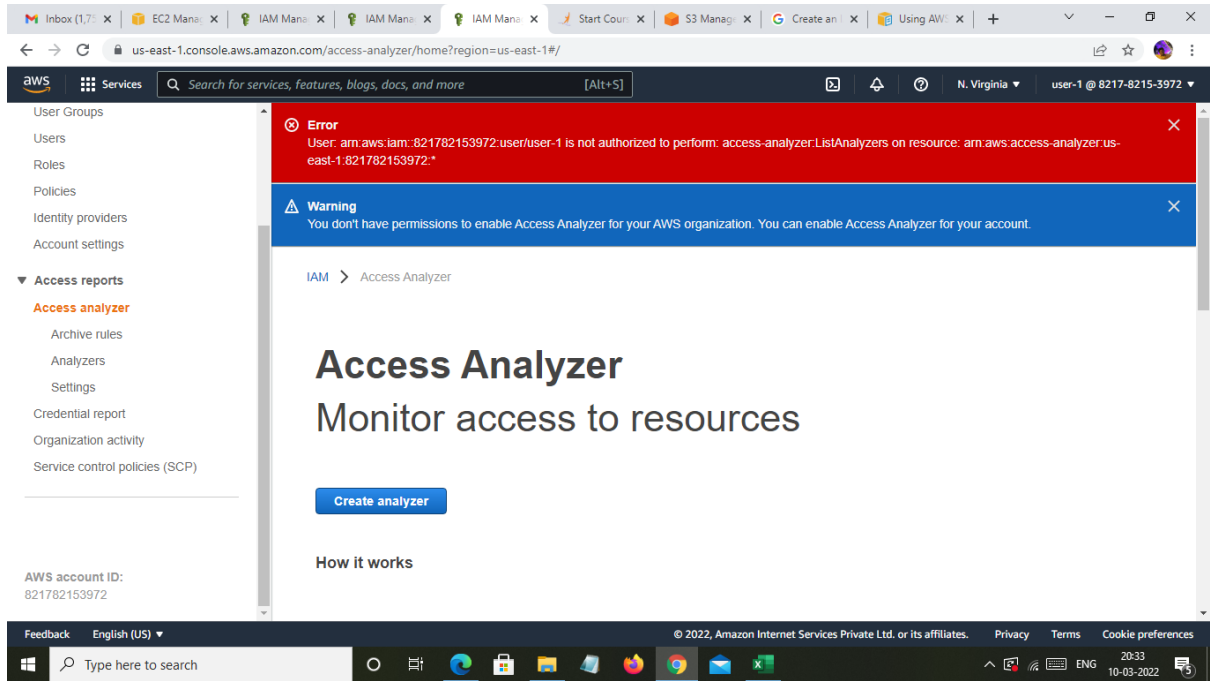 Inbox (1,7
EC2 Manag
IAM Mana
IAM Mana
IAM Mana
Start Cours
S3 Manage
Create an
Using AWS
us-east-1.console.aws.amazon.com/access-analyzer/home?region=us-east-1#/
aws
Services
Search for services, features, blogs, docs, and more
[Alt+S]
N. Virginia
user-1 @ 8217-8215-3972
User Groups
Users
Roles
Policies
Identity providers
Account settings
Access reports
Access analyzer
Archive rules
Analyzers
Settings
Credential report
Organization activity
Service control policies (SCP)
AWS account ID:
821782153972
Error
User: arn:aws:iam::821782153972:user/user-1 is not authorized to perform: access-analyzer:ListAnalyzers on resource: arn:aws:access-analyzer:us-
east-1:821782153972:*
Warning
You don't have permissions to enable Access Analyzer for your AWS organization. You can enable Access Analyzer for your account.
IAM > Access Analyzer
Access Analyzer
Monitor access to resources
Create analyzer
How it works
Feedback
English (US)
© 2022, Amazon Internet Services Private Ltd. or its affiliates.
Privacy
Terms
Cookie preferences
Type here to search
ENG
20:33
10-03-2022
5